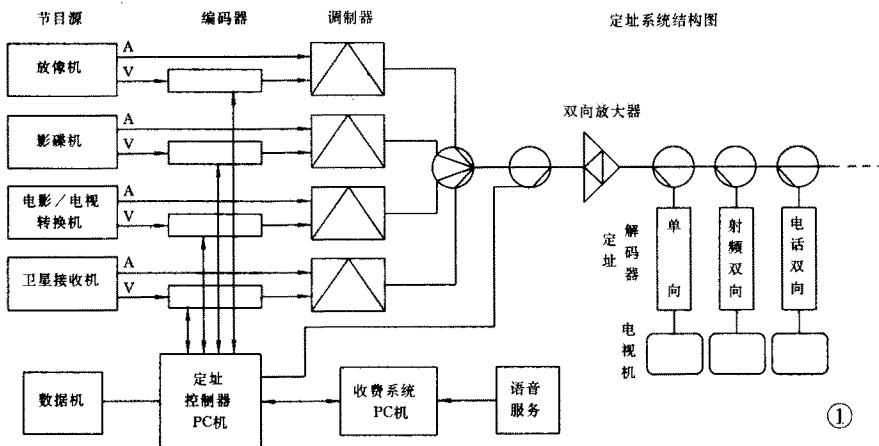 节目源
编码器
调制器
定址系统结构图
放像机
A
V
影碟机
A
V
电影／电视
转换机
A
V
卫星接收机
A
V
双向放大器
定址
解码器
单向
射频双向
电话双向
电视机
数据机
定址
控制器
PC机
收费系统
PC机
语音
服务
①